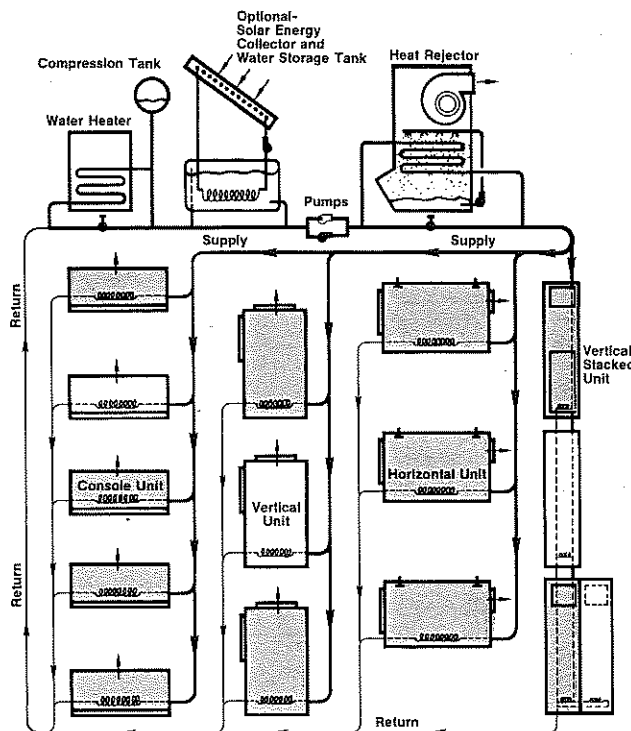 Optional-
Solar Energy
Collector and
Water Storage Tank
Heat Rejector
Compression Tank
Water Heater
Pumps
Supply
Supply
Return
Vertical
Stacked
Unit
Console Unit
Vertical
Unit
Horizontal Unit
Return
Return